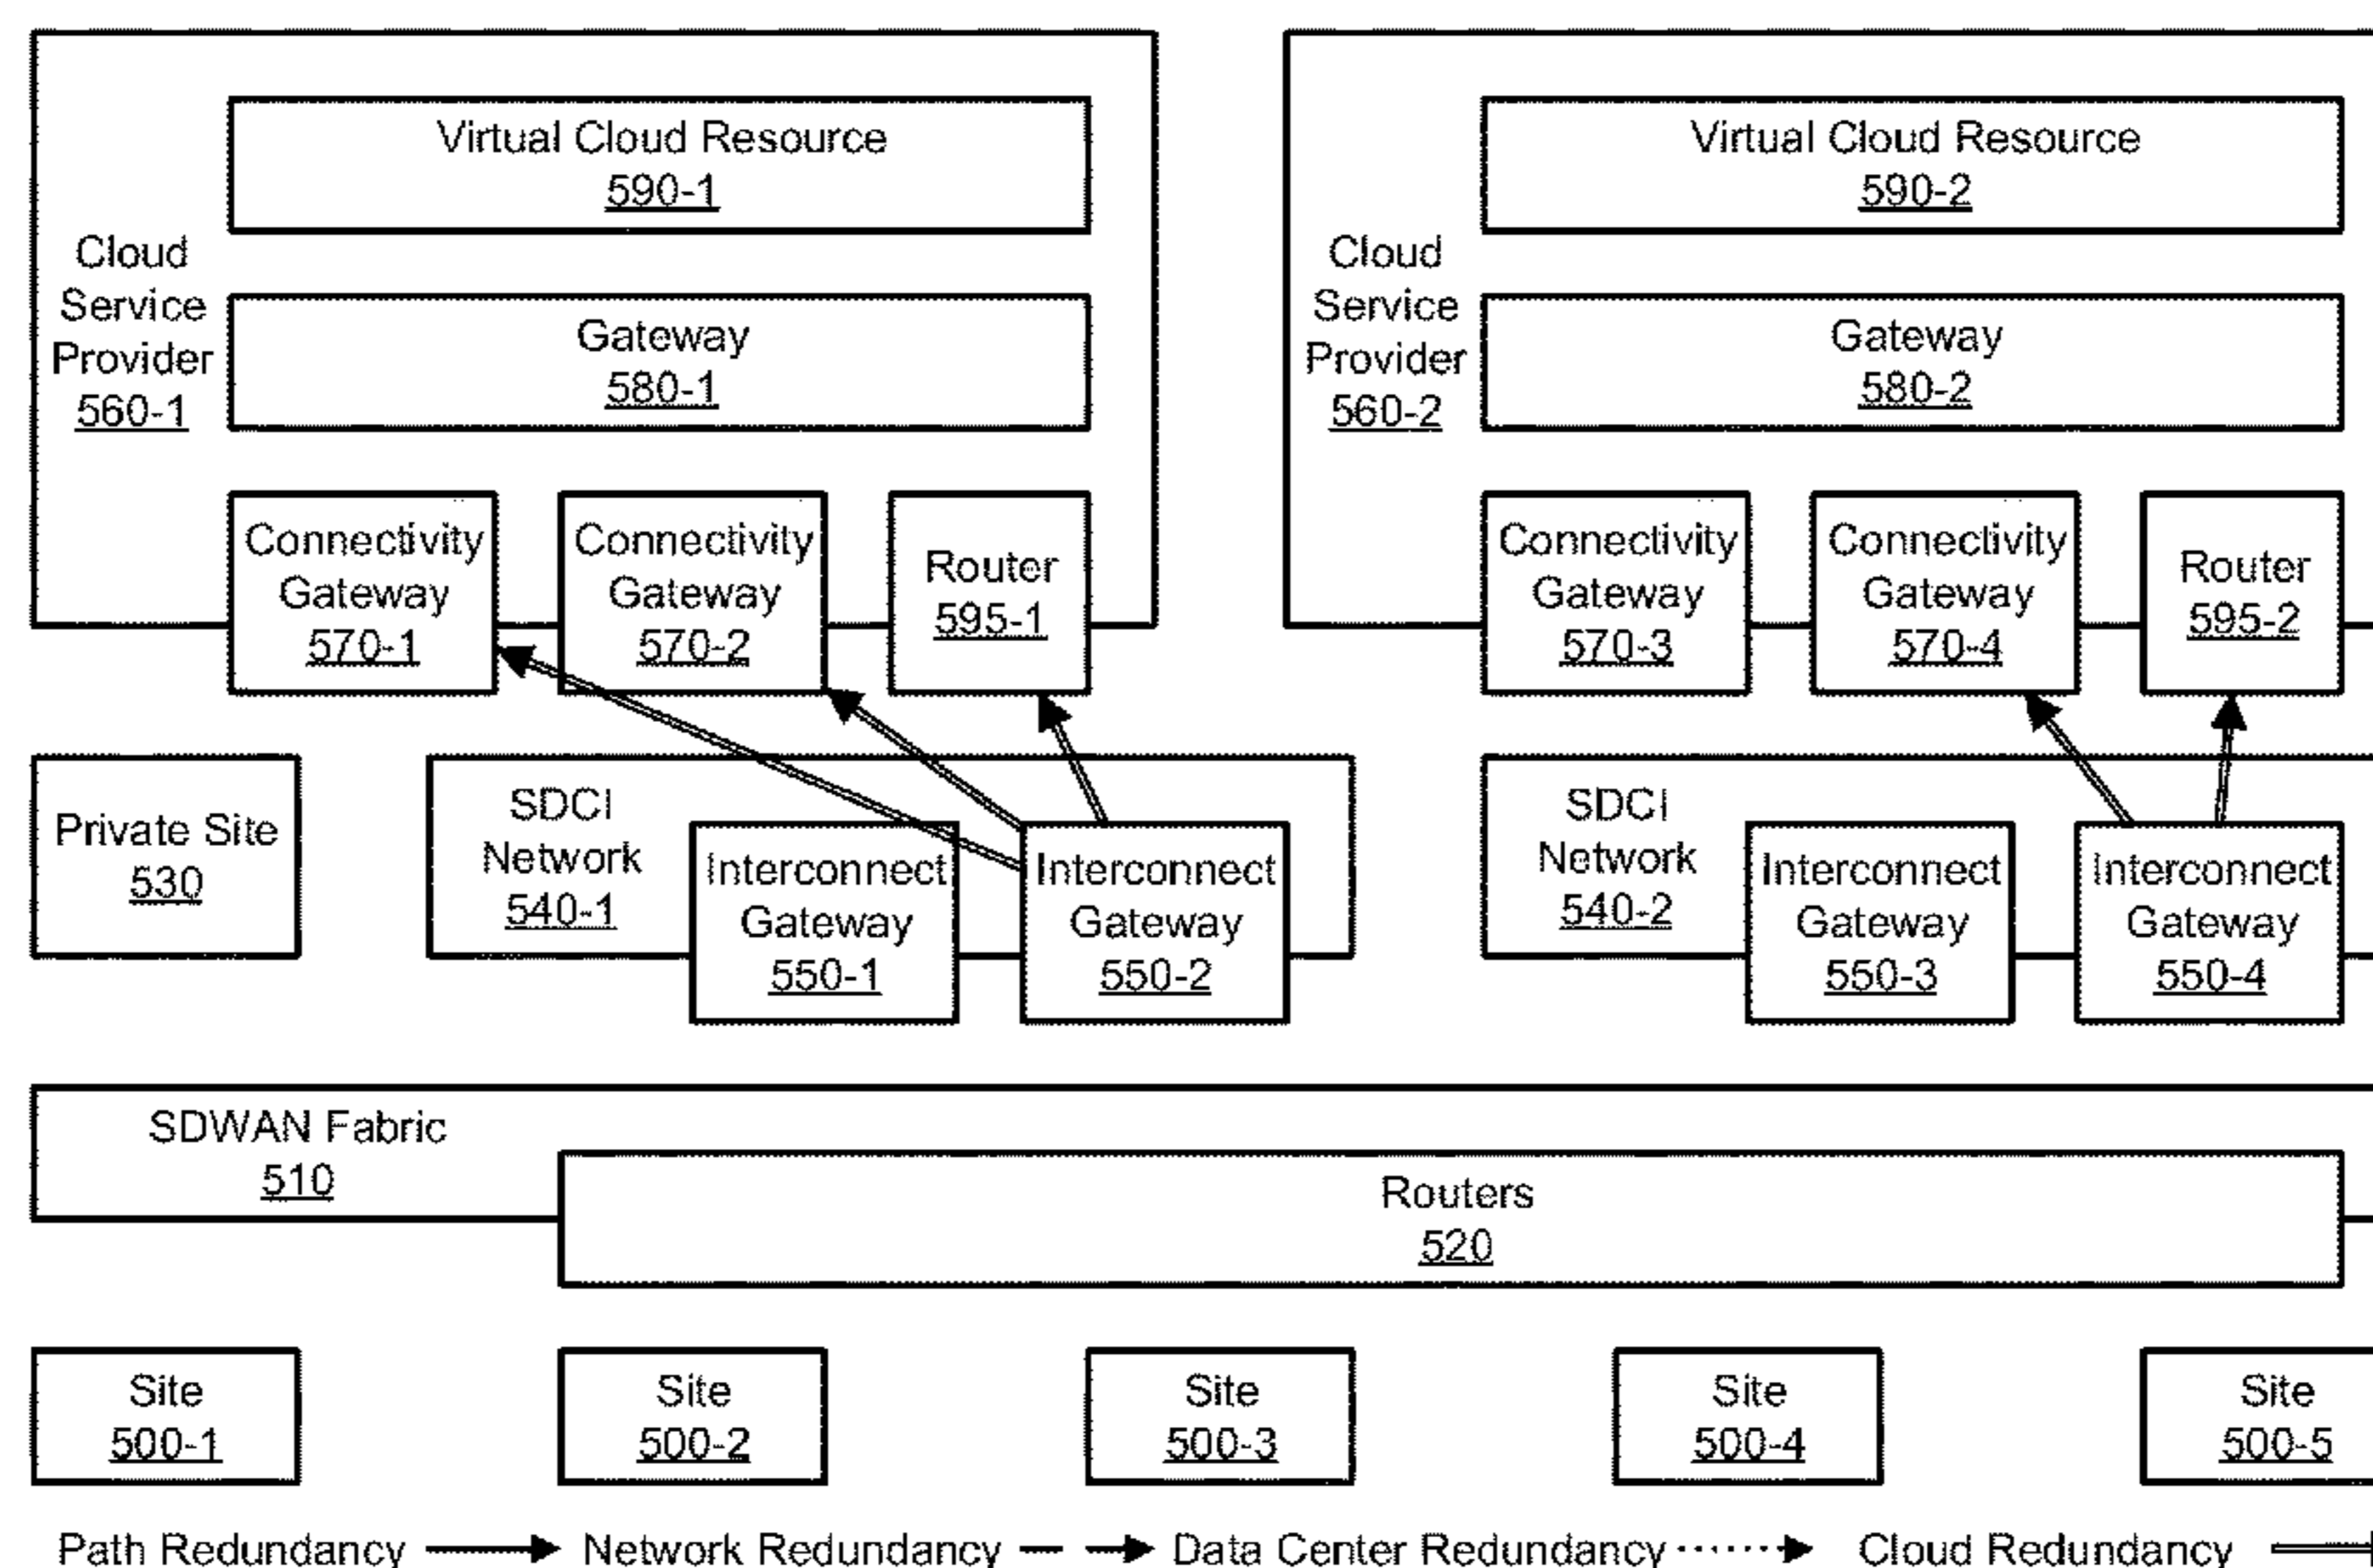 Virtual Cloud Resource
590-1
Cloud
Service
Provider
560-1
Gateway
580-1
Connectivity
Gateway
570-1
Connectivity
Gateway
570-2
Router
595-1
Virtual Cloud Resource
590-2
Cloud
Service
Provider
560-2
Gateway
580-2
Connectivity
Gateway
570-3
Connectivity
Gateway
570-4
Router
595-2
Private Site
530
SDCI
Network
540-1
Interconnect
Gateway
550-1
Interconnect
Gateway
550-2
SDCI
Network
540-2
Interconnect
Gateway
550-3
Interconnect
Gateway
550-4
SDWAN Fabric
510
Routers
520
Site
500-1
Site
500-2
Site
500-3
Site
500-4
Site
500-5
Path Redundancy Network Redundancy Data Center Redundancy Cloud Redundancy